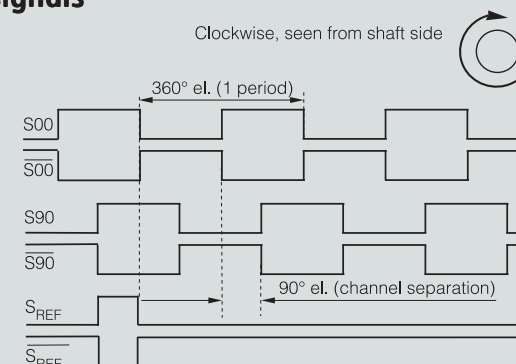 Clockwise, seen from shaft side
360° el. (1 period)
S00
S00
S90
S90
90° el. (channel separation)
SREF
SREF